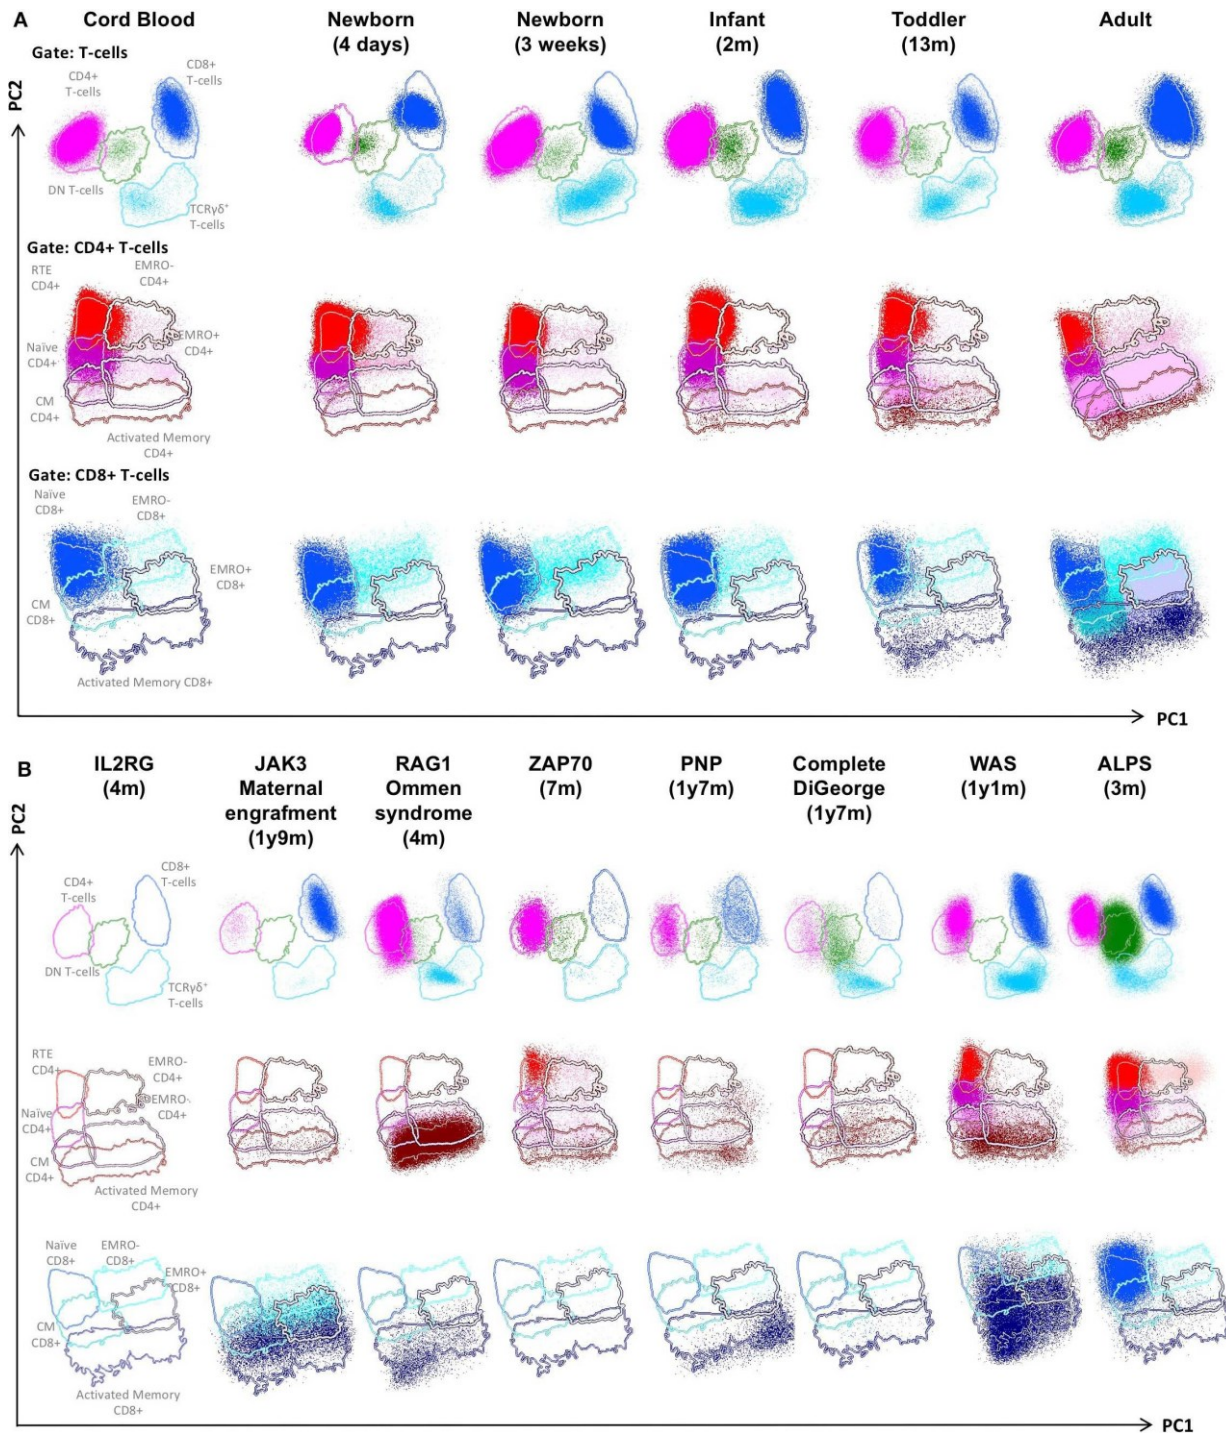 A
Cord Blood
Newborn
(4 days)
Newborn
(3 weeks)
Infant
(2m)
Toddler
(13m)
Adult
PC2
Gate: T-cells
CD4+
T-cells
CD8+
T-cells
DN T-cells
TCRγδ+
T-cells
Gate: CD4+ T-cells
RTE
CD4+
EMRO-
CD4+
EMRO+
CD4+
Naïve
CD4+
CM
CD4+
Activated Memory
CD4+
Gate: CD8+ T-cells
Naïve
CD8+
EMRO-
CD8+
EMRO+
CD8+
CM
CD8+
Activated Memory CD8+
PC1
B
IL2RG
(4m)
JAK3
Maternal
engrafment
(1y9m)
RAG1
Ommen
syndrome
(4m)
ZAP70
(7m)
PNP
(1y7m)
Complete
DiGeorge
(1y7m)
WAS
(1y1m)
ALPS
(3m)
PC2
CD4+
T-cells
CD8+
T-cells
DN T-cells
TCRγδ+
T-cells
RTE
CD4+
EMRO-
CD4+
EMRO-
CD4+
Naïve
CD4+
CM
CD4+
Activated Memory
CD4+
Naïve
CD8+
EMRO-
CD8+
EMRO+
CD8+
CM
CD8+
Activated Memory
CD8+
PC1